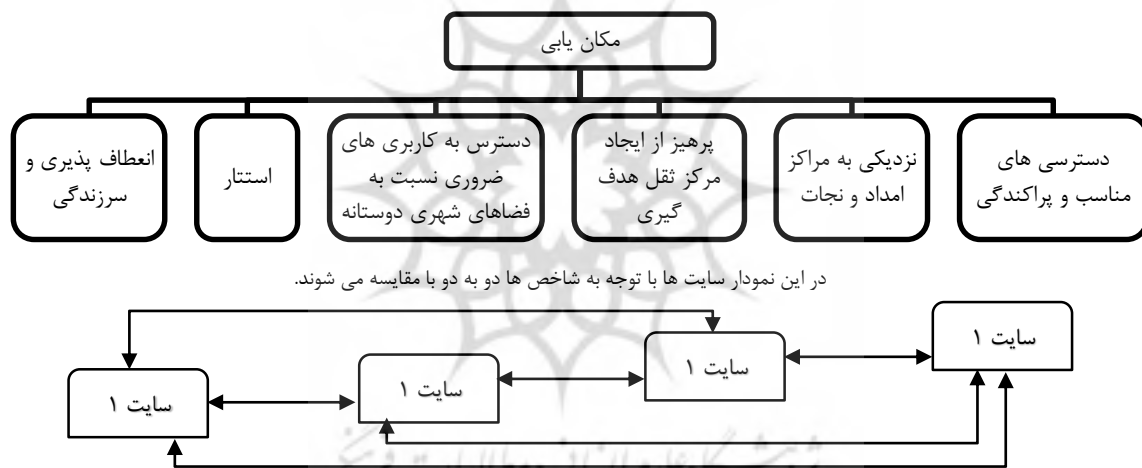 مکان یابی
دسترسی های
مناسب و پراکندگی
نزدیکی به مراکز
امداد و نجات
پرهیز از ایجاد
مرکز ثقل هدف
گیری
دسترس به کاربری های
ضروری نسبت به
فضاهای شهری دوستانه
استتار
انعطاف پذیری و
سرزندگی
در این نمودار سایت ها با توجه به شاخص ها دو به دو با مقایسه می شوند.
سایت ۱
سایت ۱
سایت ۱
سایت ۱